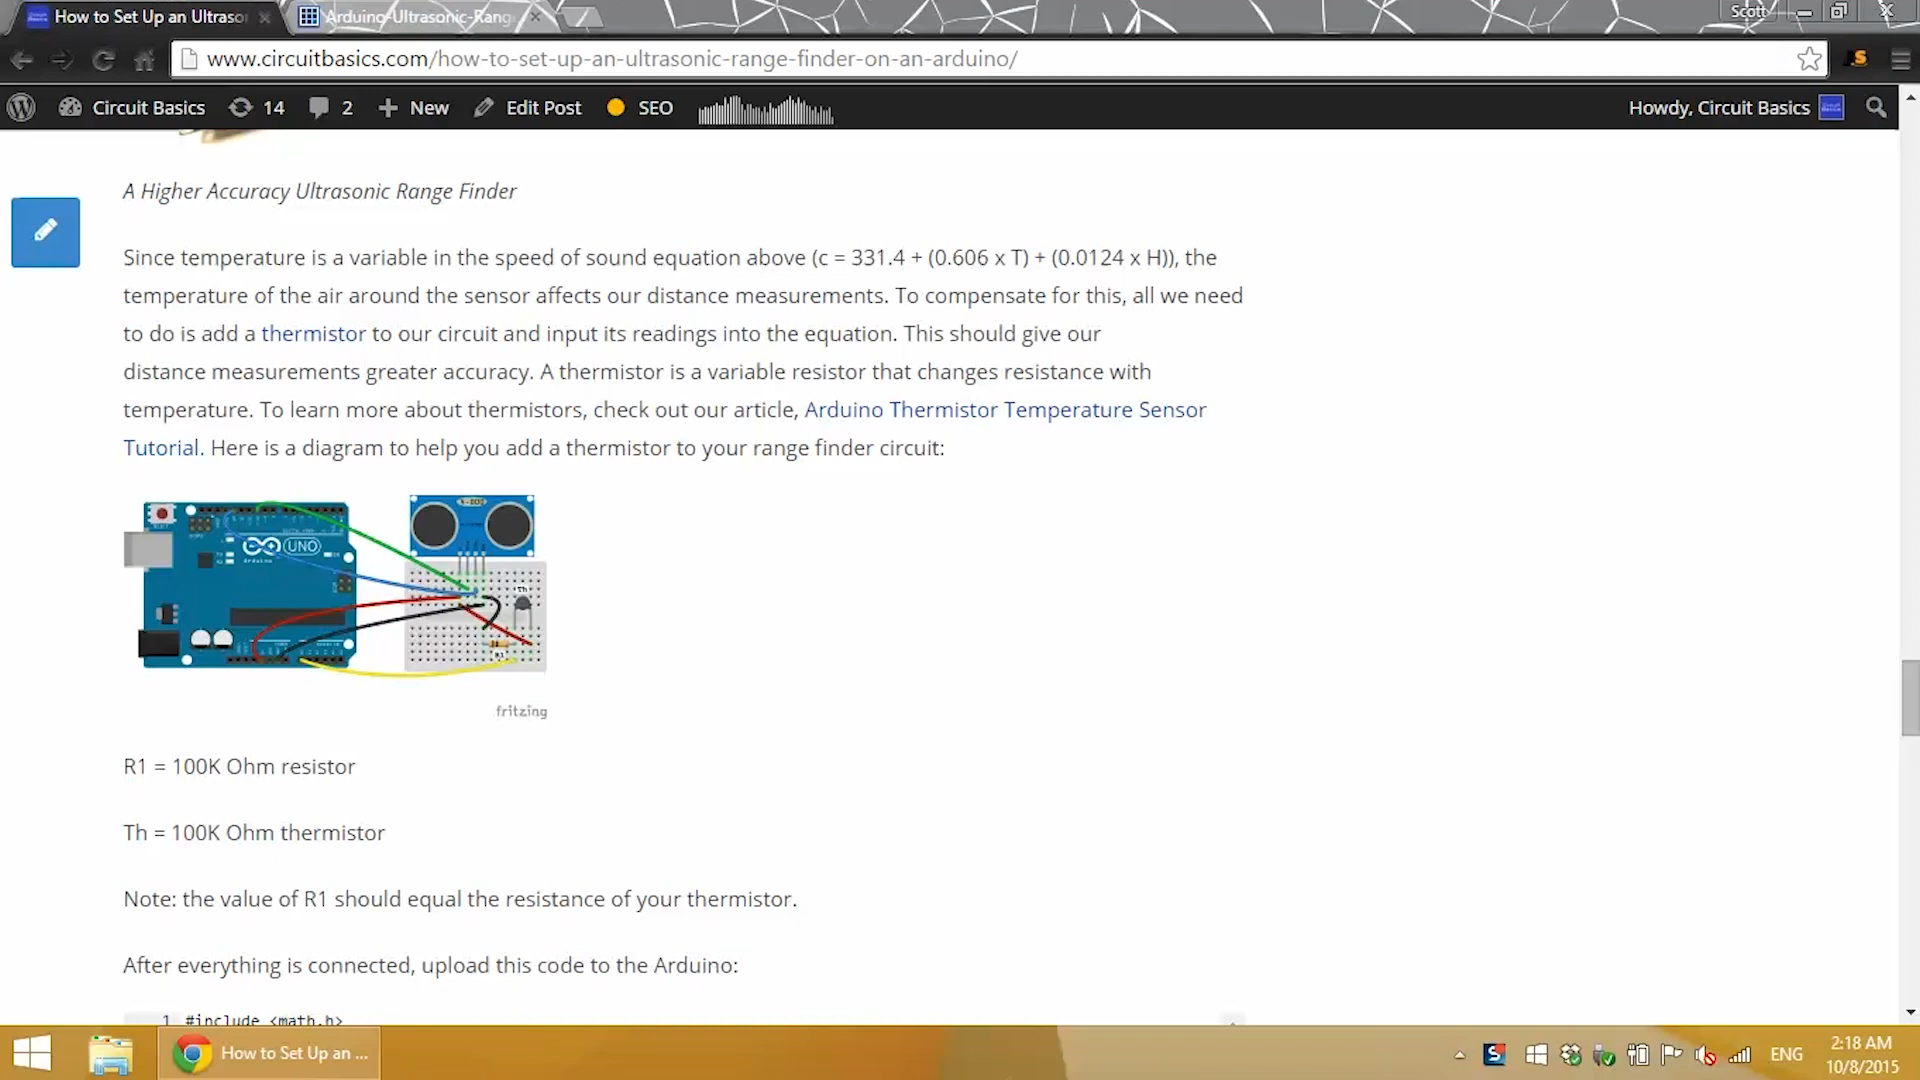 How to Set Up an Ultraso
Arduino-Ultrasonic-Rang
Scott
www.circuitbasics.com/how-to-set-up-an-ultrasonic-range-finder-on-an-arduino/
Circuit Basics 14 2 New Edit Post SEO Howdy, Circuit Basics
A Higher Accuracy Ultrasonic Range Finder
Since temperature is a variable in the speed of sound equation above (c = 331.4 + (0.606 x T) + (0.0124 x H)), the
temperature of the air around the sensor affects our distance measurements. To compensate for this, all we need
to do is add a thermistor to our circuit and input its readings into the equation. This should give our
distance measurements greater accuracy. A thermistor is a variable resistor that changes resistance with
temperature. To learn more about thermistors, check out our article, Arduino Thermistor Temperature Sensor
Tutorial. Here is a diagram to help you add a thermistor to your range finder circuit:
UNO
Arduino
Th
R1
fritzing
R1 = 100K Ohm resistor
Th = 100K Ohm thermistor
Note: the value of R1 should equal the resistance of your thermistor.
After everything is connected, upload this code to the Arduino:
1 #include <math.h>
How to Set Up an ...
ENG
2:18 AM
10/8/2015